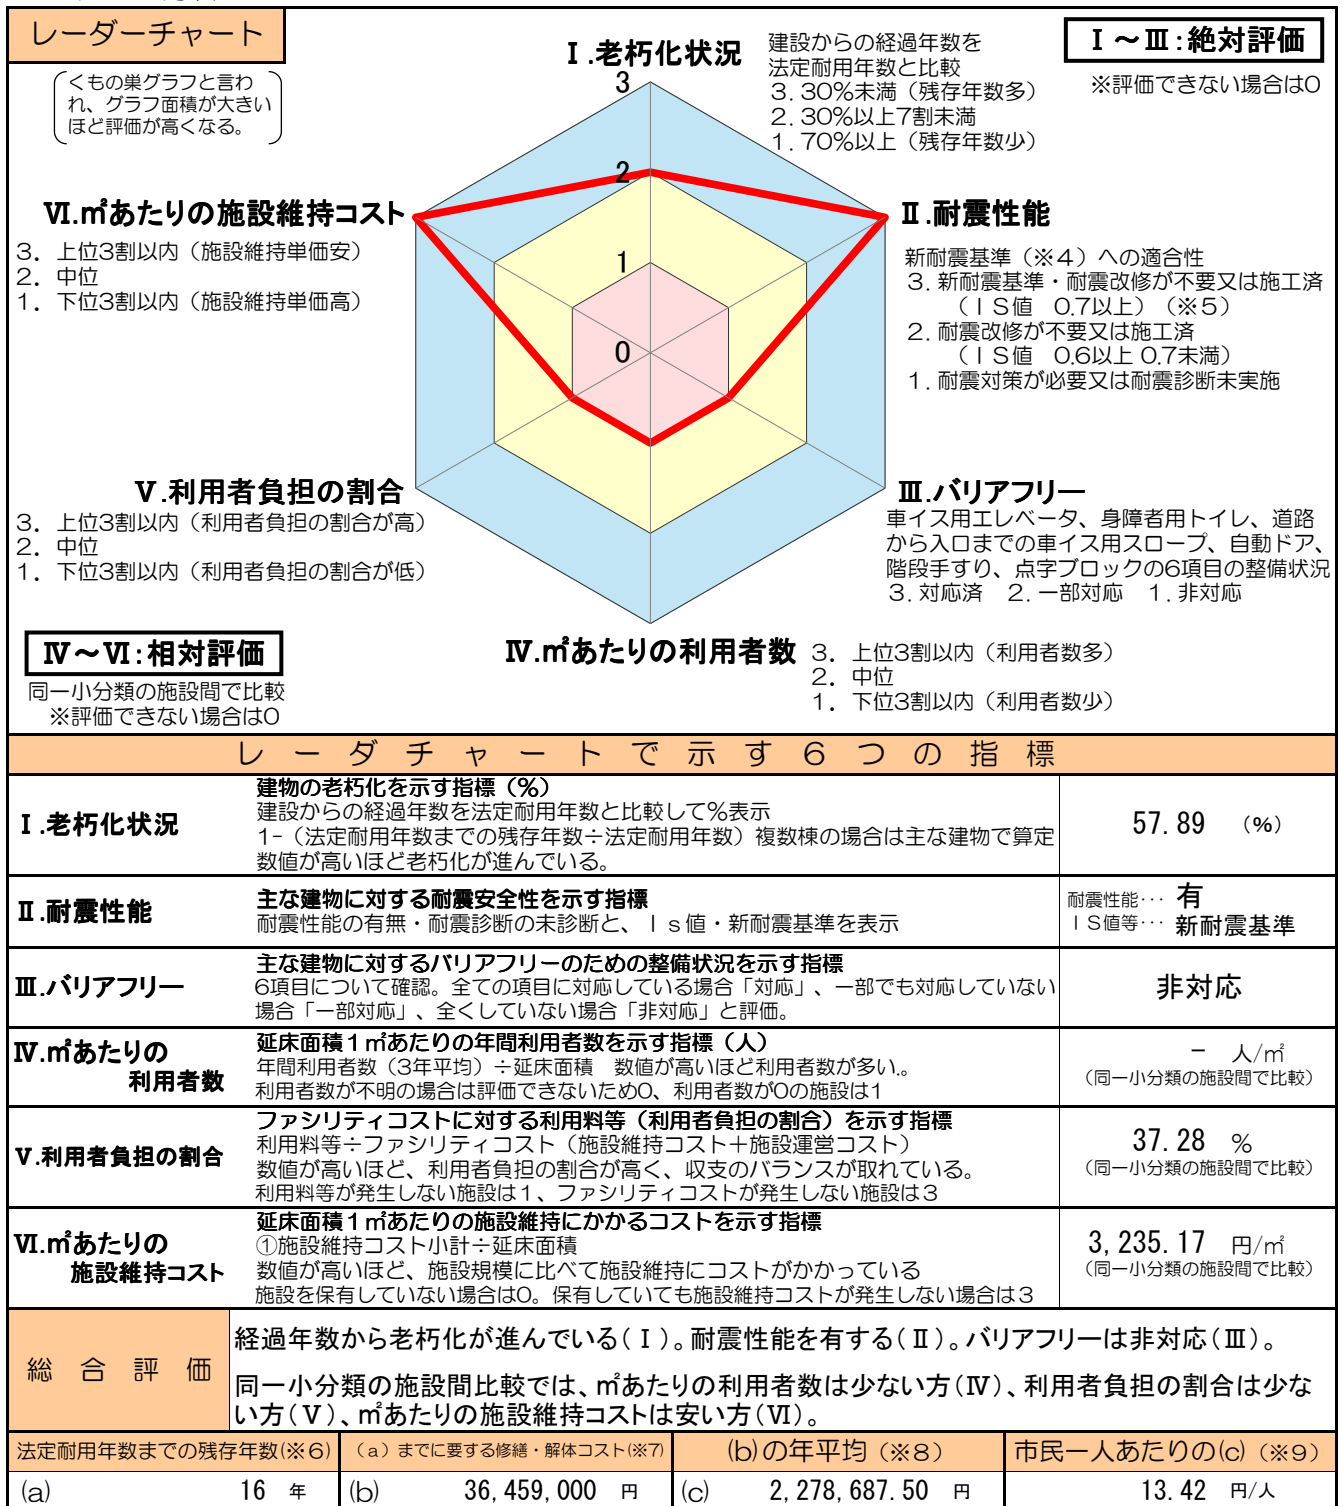 レーダーチャート
くもの巣グラフと言わ
れ、グラフ面積が大きい
ほど評価が高くなる。
Ⅰ.老朽化状況
建設からの経過年数を
法定耐用年数と比較
3. 30%未満（残存年数多）
2. 30%以上7割未満
1. 70%以上（残存年数少）
Ⅰ～Ⅲ:絶対評価
※評価できない場合は0
3
2
1
0
Ⅵ.㎡あたりの施設維持コスト
3. 上位3割以内（施設維持単価安）
2. 中位
1. 下位3割以内（施設維持単価高）
Ⅱ.耐震性能
新耐震基準（※4）への適合性
3. 新耐震基準・耐震改修が不要又は施工済
（ＩＳ値　0.7以上）（※5）
2. 耐震改修が不要又は施工済
（ＩＳ値　0.6以上 0.7未満）
1. 耐震対策が必要又は耐震診断未実施
Ⅴ.利用者負担の割合
3. 上位3割以内（利用者負担の割合が高）
2. 中位
1. 下位3割以内（利用者負担の割合が低）
Ⅲ.バリアフリー
車イス用エレベータ、身障者用トイレ、道路
から入口までの車イス用スロープ、自動ドア、
階段手すり、点字ブロックの6項目の整備状況
3. 対応済　2. 一部対応　1. 非対応
Ⅳ～Ⅵ:相対評価
同一小分類の施設間で比較
※評価できない場合は0
Ⅳ.㎡あたりの利用者数
3. 上位3割以内（利用者数多）
2. 中位
1. 下位3割以内（利用者数少）
レーダチャートで示す6つの指標
Ⅰ.老朽化状況
建物の老朽化を示す指標（%）
建設からの経過年数を法定耐用年数と比較して%表示
1-（法定耐用年数までの残存年数÷法定耐用年数）複数棟の場合は主な建物で算定
数値が高いほど老朽化が進んでいる。
57.89 （%）
Ⅱ.耐震性能
主な建物に対する耐震安全性を示す指標
耐震性能の有無・耐震診断の未診断と、Ｉｓ値・新耐震基準を表示
耐震性能… 有
ＩＳ値等… 新耐震基準
Ⅲ.バリアフリー
主な建物に対するバリアフリーのための整備状況を示す指標
6項目について確認。全ての項目に対応している場合「対応」、一部でも対応していない
場合「一部対応」、全くしていない場合「非対応」と評価。
非対応
Ⅳ.㎡あたりの
利用者数
延床面積１㎡あたりの年間利用者数を示す指標（人）
年間利用者数（3年平均）÷延床面積　数値が高いほど利用者数が多い。
利用者数が不明の場合は評価できないため0、利用者数が0の施設は1
－ 人/㎡
（同一小分類の施設間で比較）
Ⅴ.利用者負担の割合
ファシリティコストに対する利用料等（利用者負担の割合）を示す指標
利用料等÷ファシリティコスト（施設維持コスト＋施設運営コスト）
数値が高いほど、利用者負担の割合が高く、収支のバランスが取れている。
利用料等が発生しない施設は１、ファシリティコストが発生しない施設は３
37.28 %
（同一小分類の施設間で比較）
Ⅵ.㎡あたりの
施設維持コスト
延床面積１㎡あたりの施設維持にかかるコストを示す指標
①施設維持コスト小計÷延床面積
数値が高いほど、施設規模に比べて施設維持にコストがかかっている
施設を保有していない場合は0。保有していても施設維持コストが発生しない場合は３
3,235.17 円/㎡
（同一小分類の施設間で比較）
総合評価
経過年数から老朽化が進んでいる(Ⅰ)。耐震性能を有する(Ⅱ)。バリアフリーは非対応(Ⅲ)。
同一小分類の施設間比較では、㎡あたりの利用者数は少ない方(Ⅳ)、利用者負担の割合は少な
い方(Ⅴ)、㎡あたりの施設維持コストは安い方(Ⅵ)。
法定耐用年数までの残存年数(※6)
（a）までに要する修繕・解体コスト(※7)
(b)の年平均（※8）
市民一人あたりの(c)（※9）
(a) 16 年
(b) 36,459,000 円
(c) 2,278,687.50 円
13.42 円/人